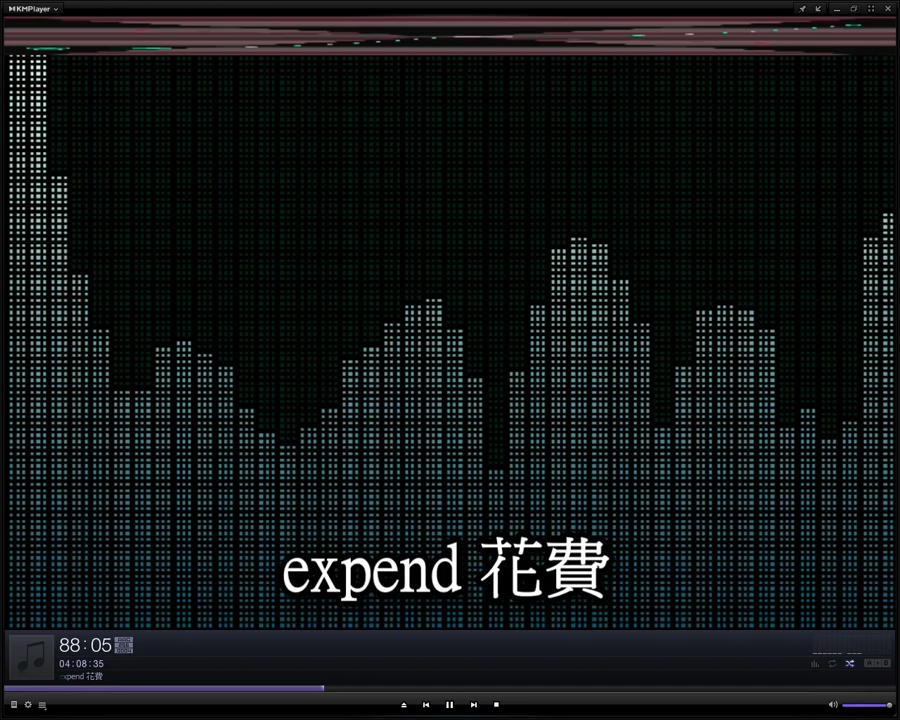 KMPlayer
expend 花費
88:05
04:08:35
expend 花費
A B